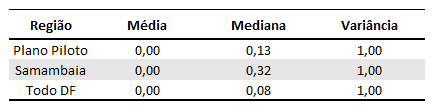 Região Média Mediana Variância
Plano Piloto 0,00 0,13 1,00
Samambaia 0,00 0,32 1,00
Todo DF 0,00 0,08 1,00